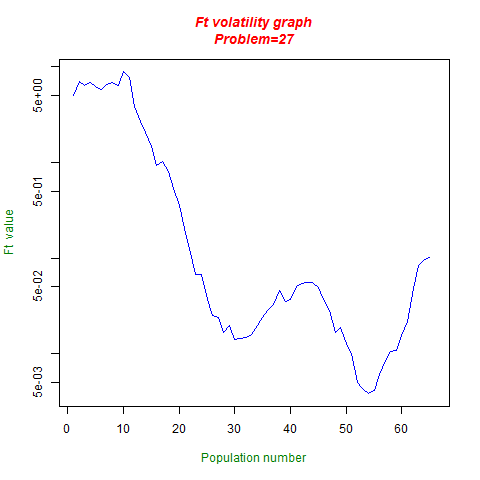 Ft volatility graph
Problem=27
Ft value
5e+00
5e-01
5e-02
5e-03
0 10 20 30 40 50 60
Population number